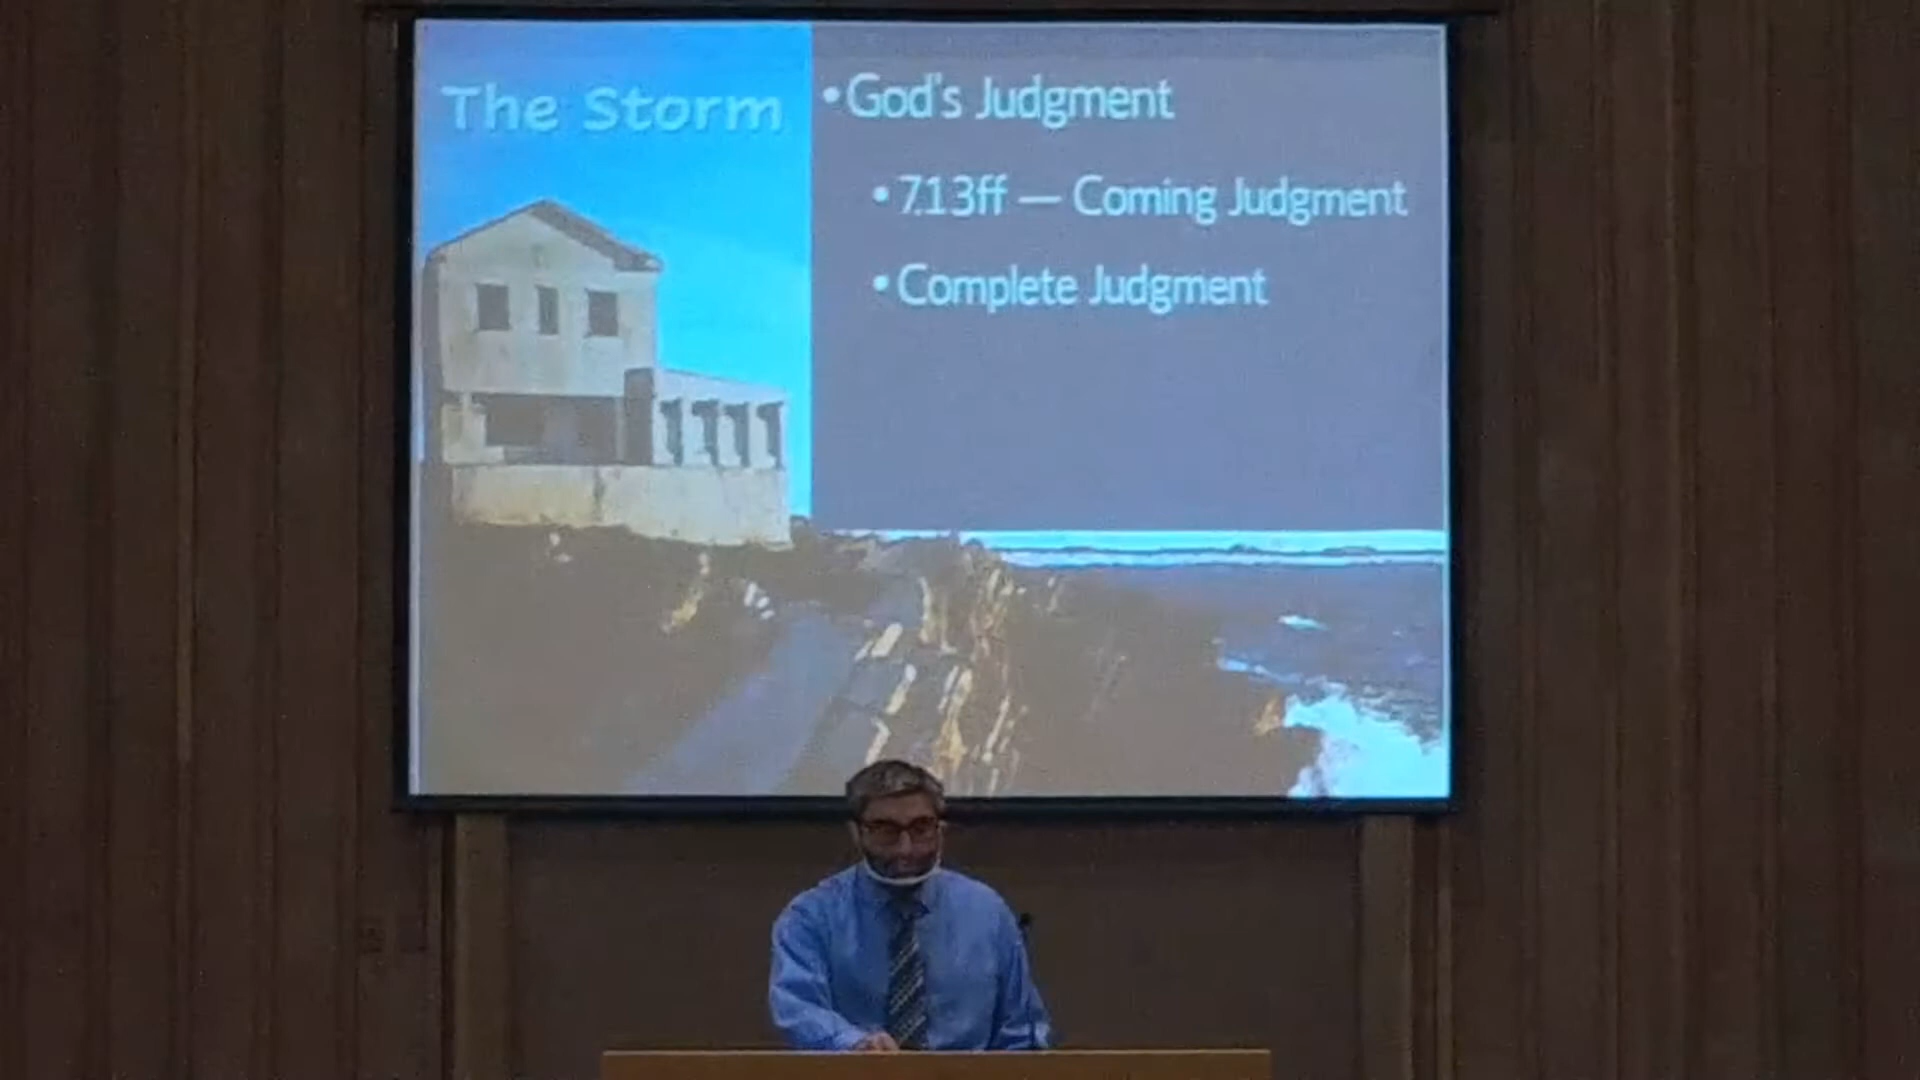 The Storm
•God's Judgment
•7.13ff — Coming Judgment
•Complete Judgment